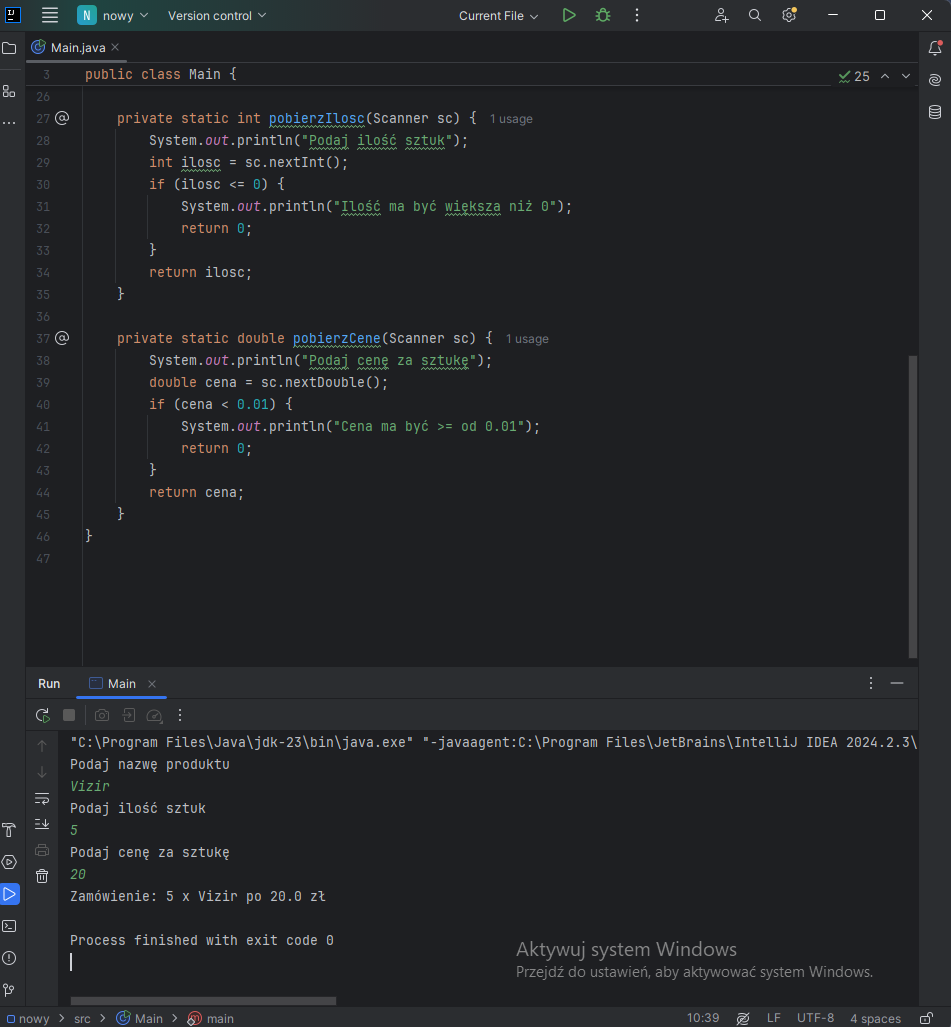 N nowy Version control Current File
Main.java
3 public class Main { 25
26
27 private static int pobierzIlosc(Scanner sc) { 1 usage
28 System.out.println("Podaj ilość sztuk");
29 int ilosc = sc.nextInt();
30 if (ilosc <= 0) {
31 System.out.println("Ilość ma być większa niż 0");
32 return 0;
33 }
34 return ilosc;
35 }
36
37 private static double pobierzCene(Scanner sc) { 1 usage
38 System.out.println("Podaj cenę za sztukę");
39 double cena = sc.nextDouble();
40 if (cena < 0.01) {
41 System.out.println("Cena ma być >= od 0.01");
42 return 0;
43 }
44 return cena;
45 }
46 }
47
Run Main
"C:\Program Files\Java\jdk-23\bin\java.exe" "-javaagent:C:\Program Files\JetBrains\IntelliJ IDEA 2024.2.3\
Podaj nazwę produktu
Vizir
Podaj ilość sztuk
5
Podaj cenę za sztukę
20
Zamówienie: 5 x Vizir po 20.0 zł
Process finished with exit code 0
Aktywuj system Windows
Przejdź do ustawień, aby aktywować system Windows.
nowy > src > Main > main 10:39 LF UTF-8 4 spaces